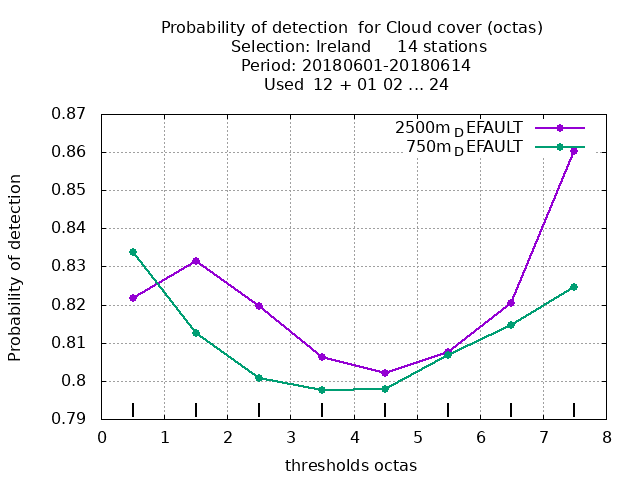 Probability of detection  for Cloud cover (octas)
Selection: Ireland     14 stations
Period: 20180601-20180614
Used  12 + 01 02 ... 24
2500m_DEFAULT
750m_DEFAULT
Probability of detection
0.87
0.86
0.85
0.84
0.83
0.82
0.81
0.8
0.79
0 1 2 3 4 5 6 7 8
thresholds octas